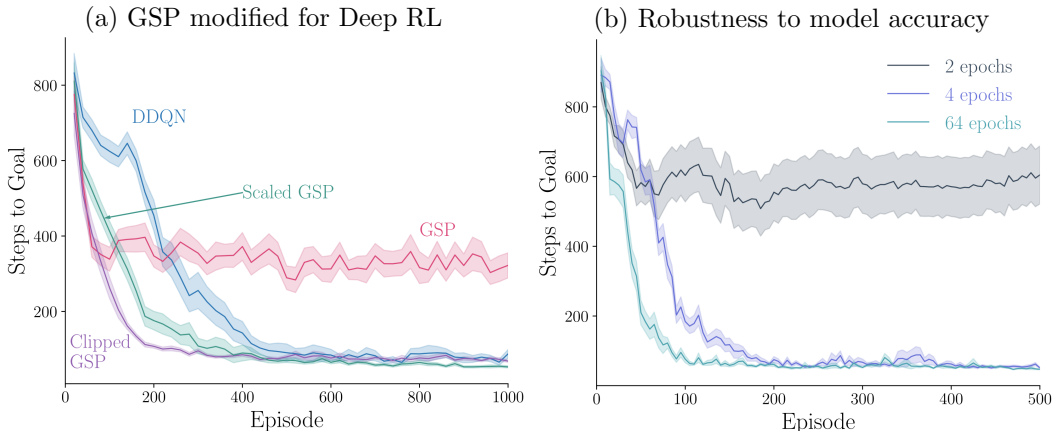 (a) GSP modified for Deep RL
Steps to Goal
800
600
400
200
DDQN
Scaled GSP
GSP
Clipped
GSP
0
200
400
600
800
1000
Episode
(b) Robustness to model accuracy
Steps to Goal
800
600
400
200
2 epochs
4 epochs
64 epochs
0
100
200
300
400
500
Episode